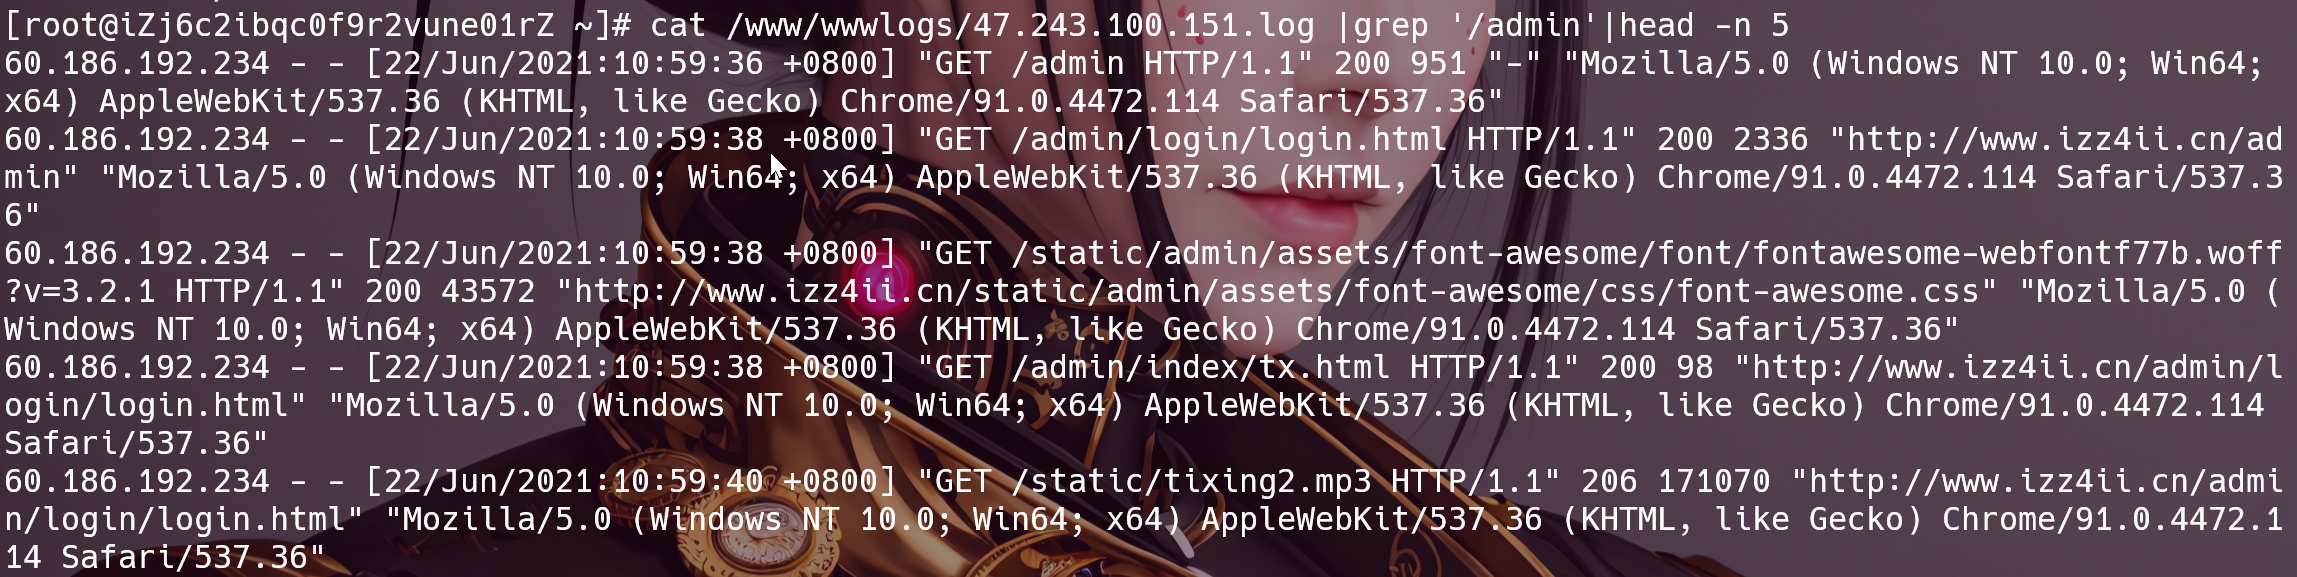 [root@iZj6c2ibqc0f9r2vune01rZ ~]# cat /www/wwwlogs/47.243.100.151.log |grep '/admin'|head -n 5
60.186.192.234 - - [22/Jun/2021:10:59:36 +0800] "GET /admin HTTP/1.1" 200 951 "-" "Mozilla/5.0 (Windows NT 10.0; Win64;
x64) AppleWebKit/537.36 (KHTML, like Gecko) Chrome/91.0.4472.114 Safari/537.36"
60.186.192.234 - - [22/Jun/2021:10:59:38 +0800] "GET /admin/login/login.html HTTP/1.1" 200 2336 "http://www.izz4ii.cn/ad
min" "Mozilla/5.0 (Windows NT 10.0; Win64; x64) AppleWebKit/537.36 (KHTML, like Gecko) Chrome/91.0.4472.114 Safari/537.3
6"
60.186.192.234 - - [22/Jun/2021:10:59:38 +0800] "GET /static/admin/assets/font-awesome/font/fontawesome-webfontf77b.woff
?v=3.2.1 HTTP/1.1" 200 43572 "http://www.izz4ii.cn/static/admin/assets/font-awesome/css/font-awesome.css" "Mozilla/5.0 (
Windows NT 10.0; Win64; x64) AppleWebKit/537.36 (KHTML, like Gecko) Chrome/91.0.4472.114 Safari/537.36"
60.186.192.234 - - [22/Jun/2021:10:59:38 +0800] "GET /admin/index/tx.html HTTP/1.1" 200 98 "http://www.izz4ii.cn/admin/l
ogin/login.html" "Mozilla/5.0 (Windows NT 10.0; Win64; x64) AppleWebKit/537.36 (KHTML, like Gecko) Chrome/91.0.4472.114
Safari/537.36"
60.186.192.234 - - [22/Jun/2021:10:59:40 +0800] "GET /static/tixing2.mp3 HTTP/1.1" 206 171070 "http://www.izz4ii.cn/admi
n/login/login.html" "Mozilla/5.0 (Windows NT 10.0; Win64; x64) AppleWebKit/537.36 (KHTML, like Gecko) Chrome/91.0.4472.1
14 Safari/537.36"